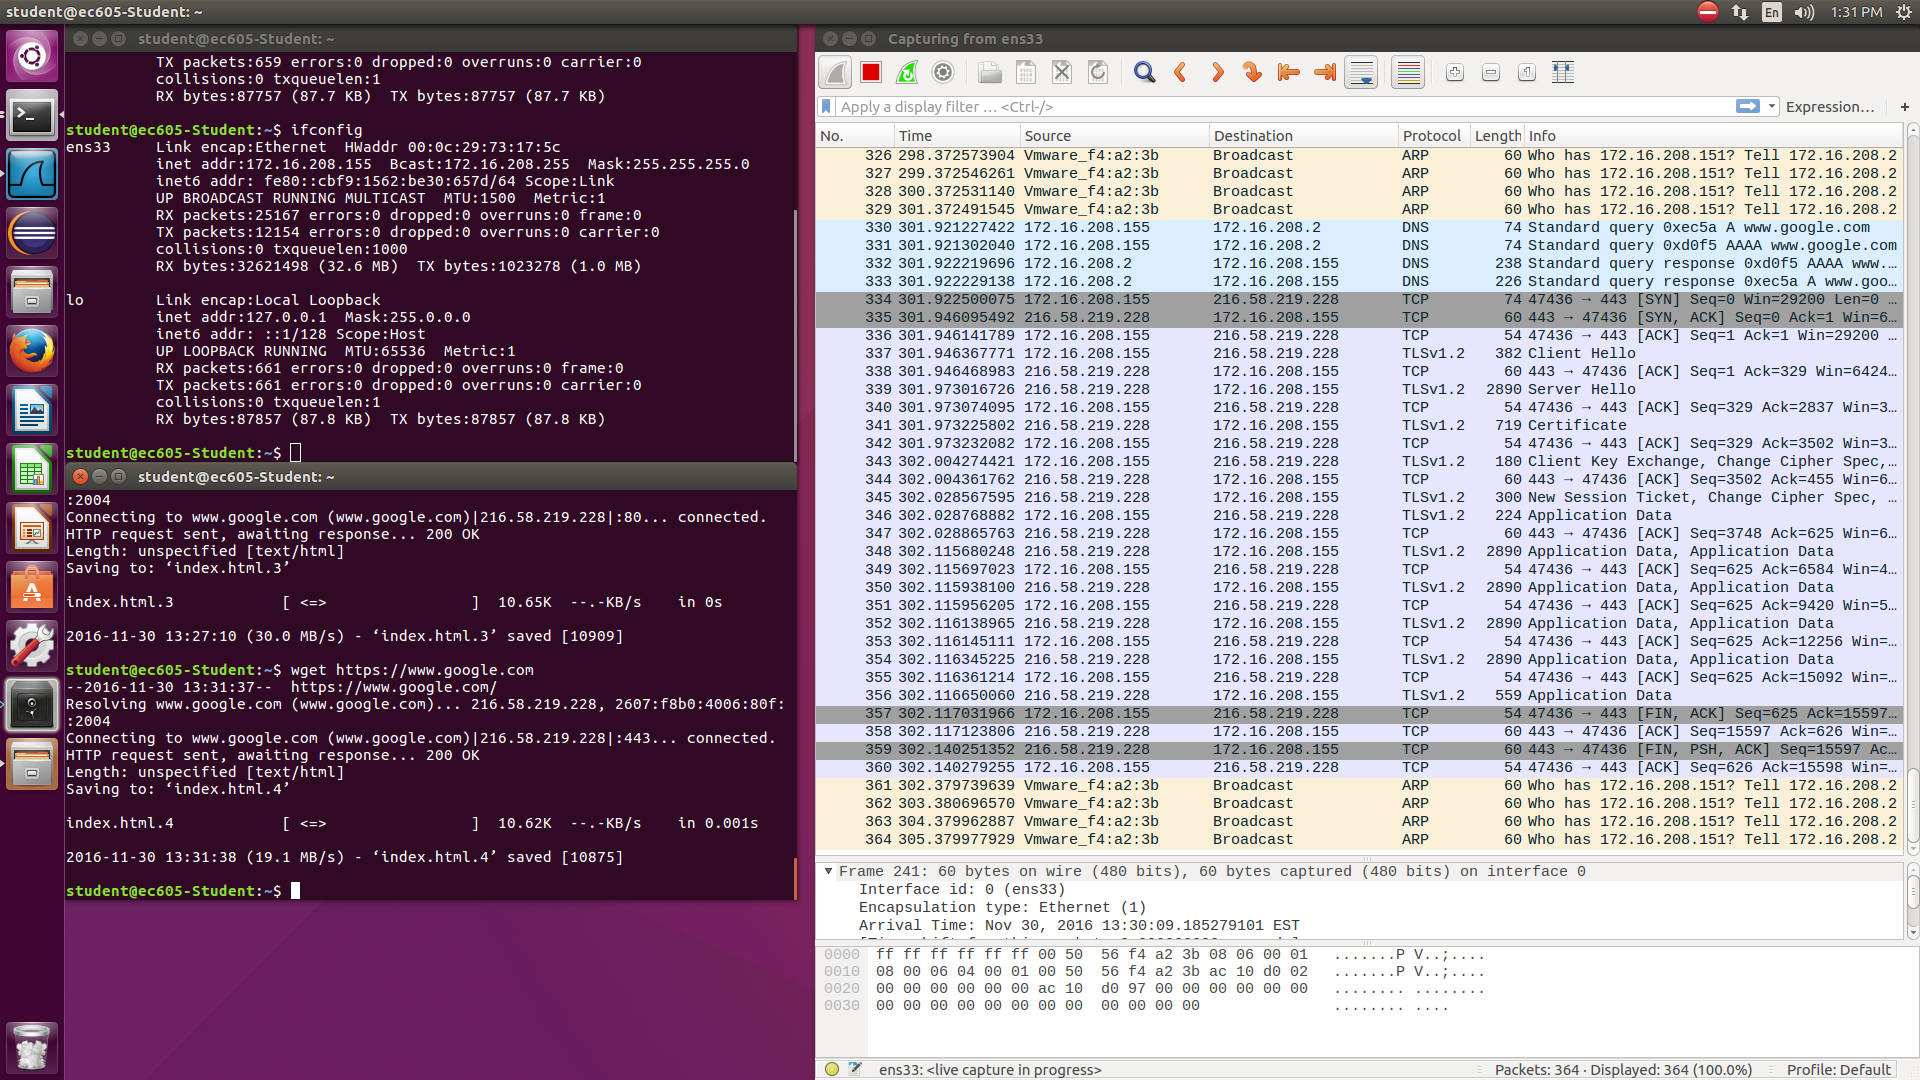 student@ec605-Student: ~
En
1:31 PM
student@ec605-Student: ~
TX packets:659 errors:0 dropped:0 overruns:0 carrier:0
collisions:0 txqueuelen:1
RX bytes:87757 (87.7 KB)  TX bytes:87757 (87.7 KB)
student@ec605-Student:~$ ifconfig
ens33     Link encap:Ethernet  HWaddr 00:0c:29:73:17:5c
inet addr:172.16.208.155  Bcast:172.16.208.255  Mask:255.255.255.0
inet6 addr: fe80::cbf9:1562:be30:657d/64 Scope:Link
UP BROADCAST RUNNING MULTICAST  MTU:1500  Metric:1
RX packets:25167 errors:0 dropped:0 overruns:0 frame:0
TX packets:12154 errors:0 dropped:0 overruns:0 carrier:0
collisions:0 txqueuelen:1000
RX bytes:32621498 (32.6 MB)  TX bytes:1023278 (1.0 MB)
lo        Link encap:Local Loopback
inet addr:127.0.0.1  Mask:255.0.0.0
inet6 addr: ::1/128 Scope:Host
UP LOOPBACK RUNNING  MTU:65536  Metric:1
RX packets:661 errors:0 dropped:0 overruns:0 frame:0
TX packets:661 errors:0 dropped:0 overruns:0 carrier:0
collisions:0 txqueuelen:1
RX bytes:87857 (87.8 KB)  TX bytes:87857 (87.8 KB)
student@ec605-Student:~$
student@ec605-Student: ~
:2004
Connecting to www.google.com (www.google.com)|216.58.219.228|:80... connected.
HTTP request sent, awaiting response... 200 OK
Length: unspecified [text/html]
Saving to: ‘index.html.3’
index.html.3            [ <=>                ]  10.65K  --.-KB/s    in 0s
2016-11-30 13:27:10 (30.0 MB/s) - ‘index.html.3’ saved [10909]
student@ec605-Student:~$ wget https://www.google.com
--2016-11-30 13:31:37--  https://www.google.com/
Resolving www.google.com (www.google.com)... 216.58.219.228, 2607:f8b0:4006:80f:
:2004
Connecting to www.google.com (www.google.com)|216.58.219.228|:443... connected.
HTTP request sent, awaiting response... 200 OK
Length: unspecified [text/html]
Saving to: ‘index.html.4’
index.html.4            [ <=>                ]  10.62K  --.-KB/s    in 0.001s
2016-11-30 13:31:38 (19.1 MB/s) - ‘index.html.4’ saved [10875]
student@ec605-Student:~$
Capturing from ens33
Apply a display filter ... <Ctrl-/>
Expression...
+
No. Time Source Destination Protocol Length Info
326 298.372573904 Vmware_f4:a2:3b Broadcast ARP 60 Who has 172.16.208.151? Tell 172.16.208.2
327 299.372546261 Vmware_f4:a2:3b Broadcast ARP 60 Who has 172.16.208.151? Tell 172.16.208.2
328 300.372531140 Vmware_f4:a2:3b Broadcast ARP 60 Who has 172.16.208.151? Tell 172.16.208.2
329 301.372491545 Vmware_f4:a2:3b Broadcast ARP 60 Who has 172.16.208.151? Tell 172.16.208.2
330 301.921227422 172.16.208.155 172.16.208.2 DNS 74 Standard query 0xec5a A www.google.com
331 301.921302040 172.16.208.155 172.16.208.2 DNS 74 Standard query 0xd0f5 AAAA www.google.com
332 301.922219696 172.16.208.2 172.16.208.155 DNS 238 Standard query response 0xd0f5 AAAA www....
333 301.922229138 172.16.208.2 172.16.208.155 DNS 226 Standard query response 0xec5a A www.goo...
334 301.922500075 172.16.208.155 216.58.219.228 TCP 74 47436 → 443 [SYN] Seq=0 Win=29200 Len=0 ...
335 301.946095492 216.58.219.228 172.16.208.155 TCP 60 443 → 47436 [SYN, ACK] Seq=0 Ack=1 Win=6...
336 301.946141789 172.16.208.155 216.58.219.228 TCP 54 47436 → 443 [ACK] Seq=1 Ack=1 Win=29200 ...
337 301.946367771 172.16.208.155 216.58.219.228 TLSv1.2 382 Client Hello
338 301.946468983 216.58.219.228 172.16.208.155 TCP 60 443 → 47436 [ACK] Seq=1 Ack=329 Win=6424...
339 301.973016726 216.58.219.228 172.16.208.155 TLSv1.2 2890 Server Hello
340 301.973074095 172.16.208.155 216.58.219.228 TCP 54 47436 → 443 [ACK] Seq=329 Ack=2837 Win=3...
341 301.973225802 216.58.219.228 172.16.208.155 TLSv1.2 719 Certificate
342 301.973232082 172.16.208.155 216.58.219.228 TCP 54 47436 → 443 [ACK] Seq=329 Ack=3502 Win=3...
343 302.004274421 172.16.208.155 216.58.219.228 TLSv1.2 180 Client Key Exchange, Change Cipher Spec,...
344 302.004361762 216.58.219.228 172.16.208.155 TCP 60 443 → 47436 [ACK] Seq=3502 Ack=455 Win=6...
345 302.028567595 216.58.219.228 172.16.208.155 TLSv1.2 300 New Session Ticket, Change Cipher Spec, ...
346 302.028768882 172.16.208.155 216.58.219.228 TLSv1.2 224 Application Data
347 302.028865763 216.58.219.228 172.16.208.155 TCP 60 443 → 47436 [ACK] Seq=3748 Ack=625 Win=6...
348 302.115680248 216.58.219.228 172.16.208.155 TLSv1.2 2890 Application Data, Application Data
349 302.115697023 172.16.208.155 216.58.219.228 TCP 54 47436 → 443 [ACK] Seq=625 Ack=6584 Win=4...
350 302.115938100 216.58.219.228 172.16.208.155 TLSv1.2 2890 Application Data, Application Data
351 302.115956205 172.16.208.155 216.58.219.228 TCP 54 47436 → 443 [ACK] Seq=625 Ack=9420 Win=5...
352 302.116138965 216.58.219.228 172.16.208.155 TLSv1.2 2890 Application Data, Application Data
353 302.116145111 172.16.208.155 216.58.219.228 TCP 54 47436 → 443 [ACK] Seq=625 Ack=12256 Win=...
354 302.116345225 216.58.219.228 172.16.208.155 TLSv1.2 2890 Application Data, Application Data
355 302.116361214 172.16.208.155 216.58.219.228 TCP 54 47436 → 443 [ACK] Seq=625 Ack=15092 Win=...
356 302.116650060 216.58.219.228 172.16.208.155 TLSv1.2 559 Application Data
357 302.117031966 172.16.208.155 216.58.219.228 TCP 54 47436 → 443 [FIN, ACK] Seq=625 Ack=15597...
358 302.117123806 216.58.219.228 172.16.208.155 TCP 60 443 → 47436 [ACK] Seq=15597 Ack=626 Win=...
359 302.140251352 216.58.219.228 172.16.208.155 TCP 60 443 → 47436 [FIN, PSH, ACK] Seq=15597 Ac...
360 302.140279255 172.16.208.155 216.58.219.228 TCP 54 47436 → 443 [ACK] Seq=626 Ack=15598 Win=...
361 302.379739639 Vmware_f4:a2:3b Broadcast ARP 60 Who has 172.16.208.151? Tell 172.16.208.2
362 303.380696570 Vmware_f4:a2:3b Broadcast ARP 60 Who has 172.16.208.151? Tell 172.16.208.2
363 304.379962887 Vmware_f4:a2:3b Broadcast ARP 60 Who has 172.16.208.151? Tell 172.16.208.2
364 305.379977929 Vmware_f4:a2:3b Broadcast ARP 60 Who has 172.16.208.151? Tell 172.16.208.2
Frame 241: 60 bytes on wire (480 bits), 60 bytes captured (480 bits) on interface 0
Interface id: 0 (ens33)
Encapsulation type: Ethernet (1)
Arrival Time: Nov 30, 2016 13:30:09.185279101 EST
0000  ff ff ff ff ff ff 00 50  56 f4 a2 3b 08 06 00 01   .......P V..;....
0010  08 00 06 04 00 01 00 50  56 f4 a2 3b ac 10 d0 02   .......P V..;....
0020  00 00 00 00 00 00 ac 10  d0 97 00 00 00 00 00 00   ........ ........
0030  00 00 00 00 00 00 00 00  00 00 00 00               ........ ....
ens33: <live capture in progress>
Packets: 364 · Displayed: 364 (100.0%)
Profile: Default